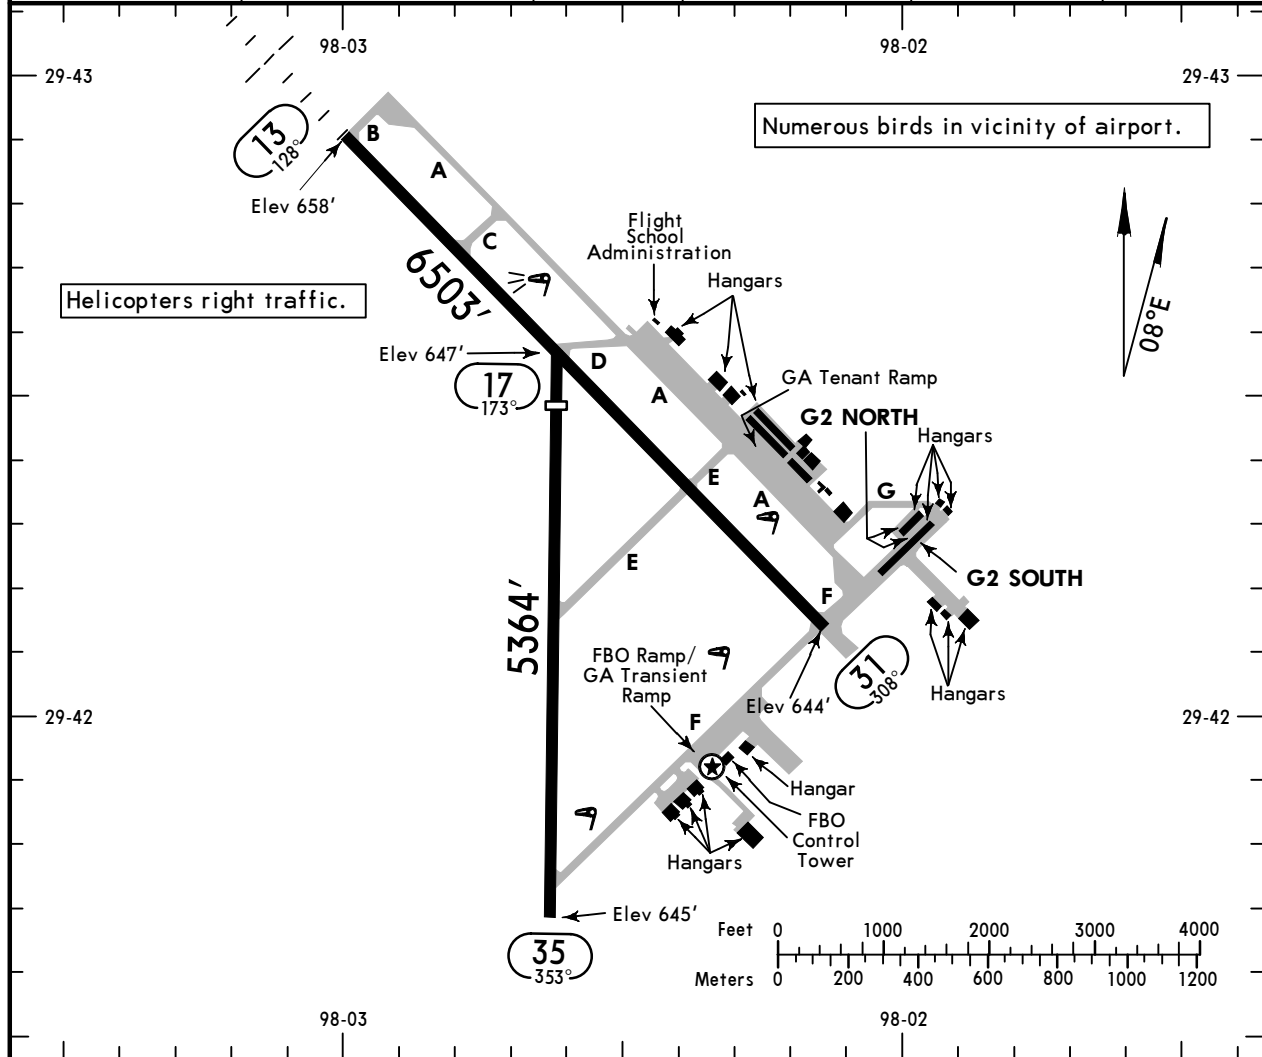 98-03
98-02
29-43
29-43
Numerous birds in vicinity of airport.
13
128°
B
A
Elev 658'
C
Flight
School
Administration
Hangars
6503'
Helicopters right traffic.
08°E
Elev 647'
D
17
173°
A
GA Tenant Ramp
G2 NORTH
Hangars
E
A
G
E
G2 SOUTH
F
5364'
FBO Ramp/
GA Transient
Ramp
31
308°
Hangars
Elev 644'
29-42
29-42
F
Hangar
FBO
Control
Tower
Hangars
Elev 645'
35
353°
Feet 0 1000 2000 3000 4000
Meters 0 200 400 600 800 1000 1200
98-03
98-02